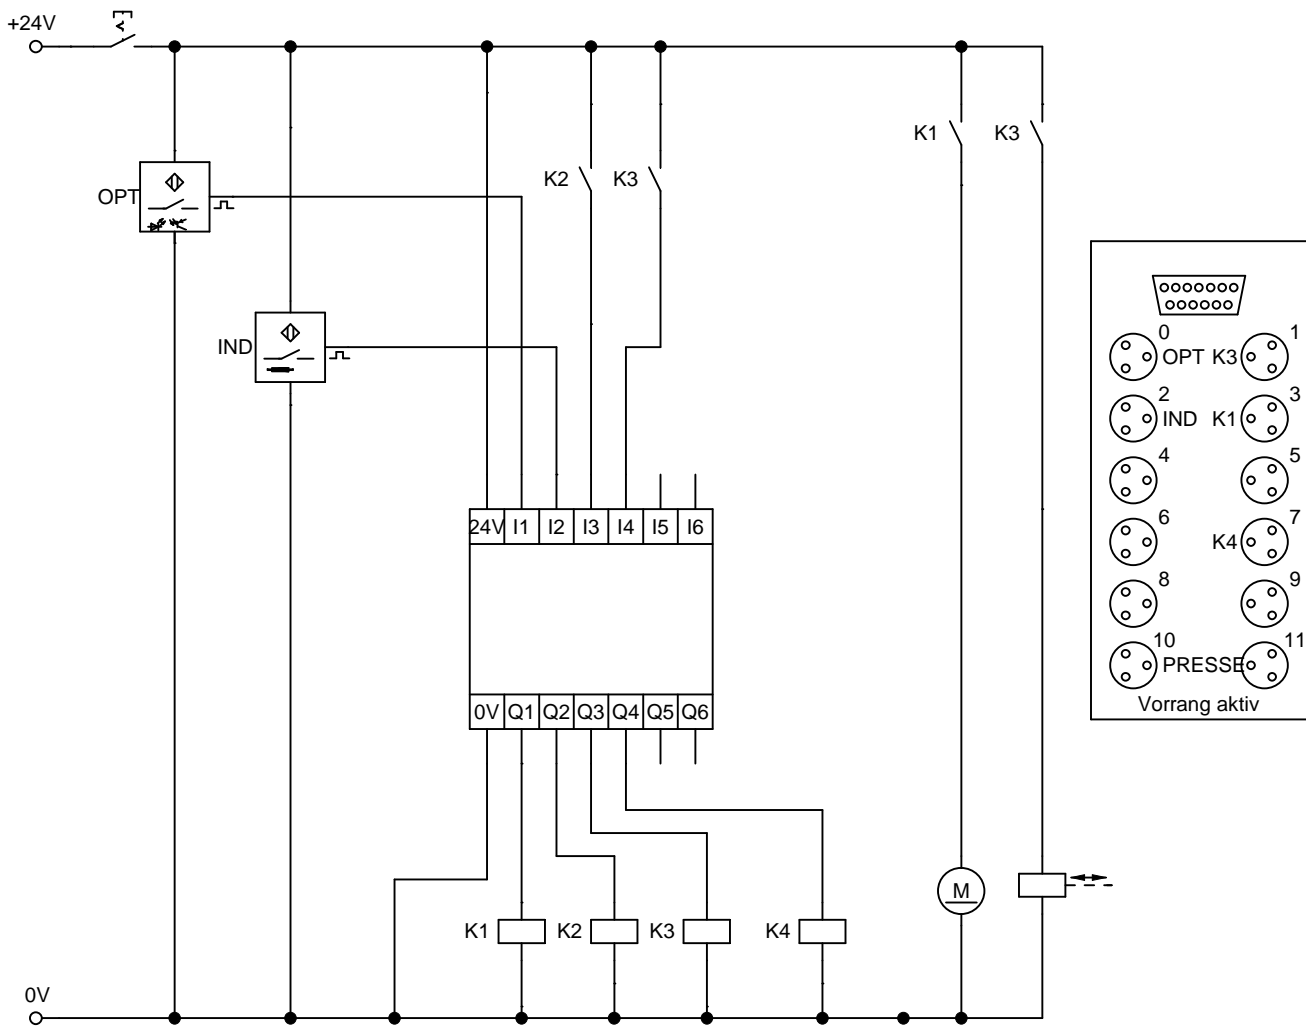 +24V
K1 K3
K2 K3
OPT
IND
0 1
OPT K3
2 3
IND K1
4 5
6 7
K4
8 9
10 11
PRESSE
Vorrang aktiv
24V I1 I2 I3 I4 I5 I6
0V Q1 Q2 Q3 Q4 Q5 Q6
M
K1 K2 K3 K4
0V